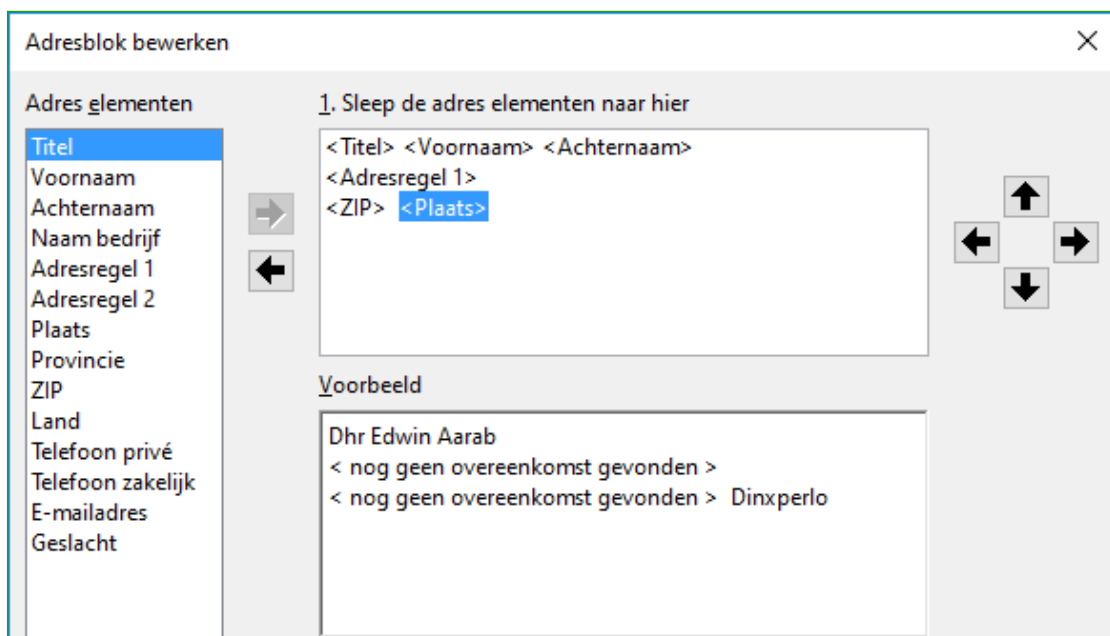 Adresblok bewerken
Adres elementen
Titel
Voornaam
Achternaam
Naam bedrijf
Adresregel 1
Adresregel 2
Plaats
Provincie
ZIP
Land
Telefoon privé
Telefoon zakelijk
E-mailadres
Geslacht
1. Sleep de adres elementen naar hier
<Titel> <Voornaam> <Achternaam>
<Adresregel 1>
<ZIP> <Plaats>
Voorbeeld
Dhr Edwin Aarab
< nog geen overeenkomst gevonden >
< nog geen overeenkomst gevonden > Dinxperlo